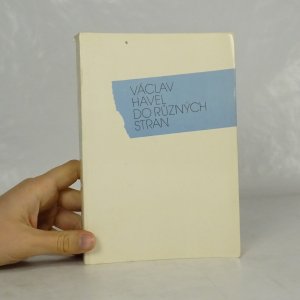 VÁCLAV
HAVEL
DO RŮZNÝCH
STRAN